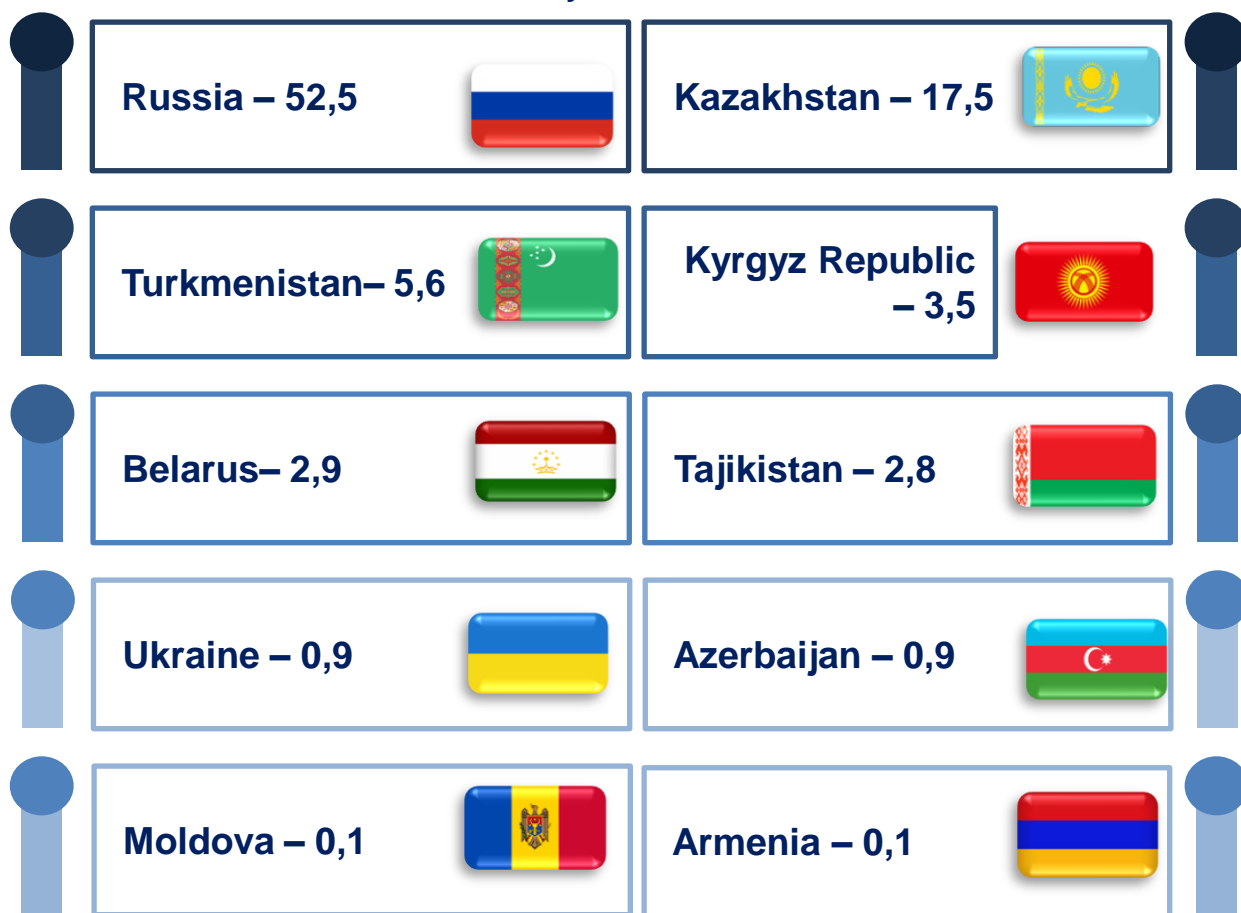 Russia – 52,5
Kazakhstan – 17,5
Turkmenistan– 5,6
Kyrgyz Republic
– 3,5
Belarus– 2,9
Tajikistan – 2,8
Ukraine – 0,9
Azerbaijan – 0,9
Moldova – 0,1
Armenia – 0,1